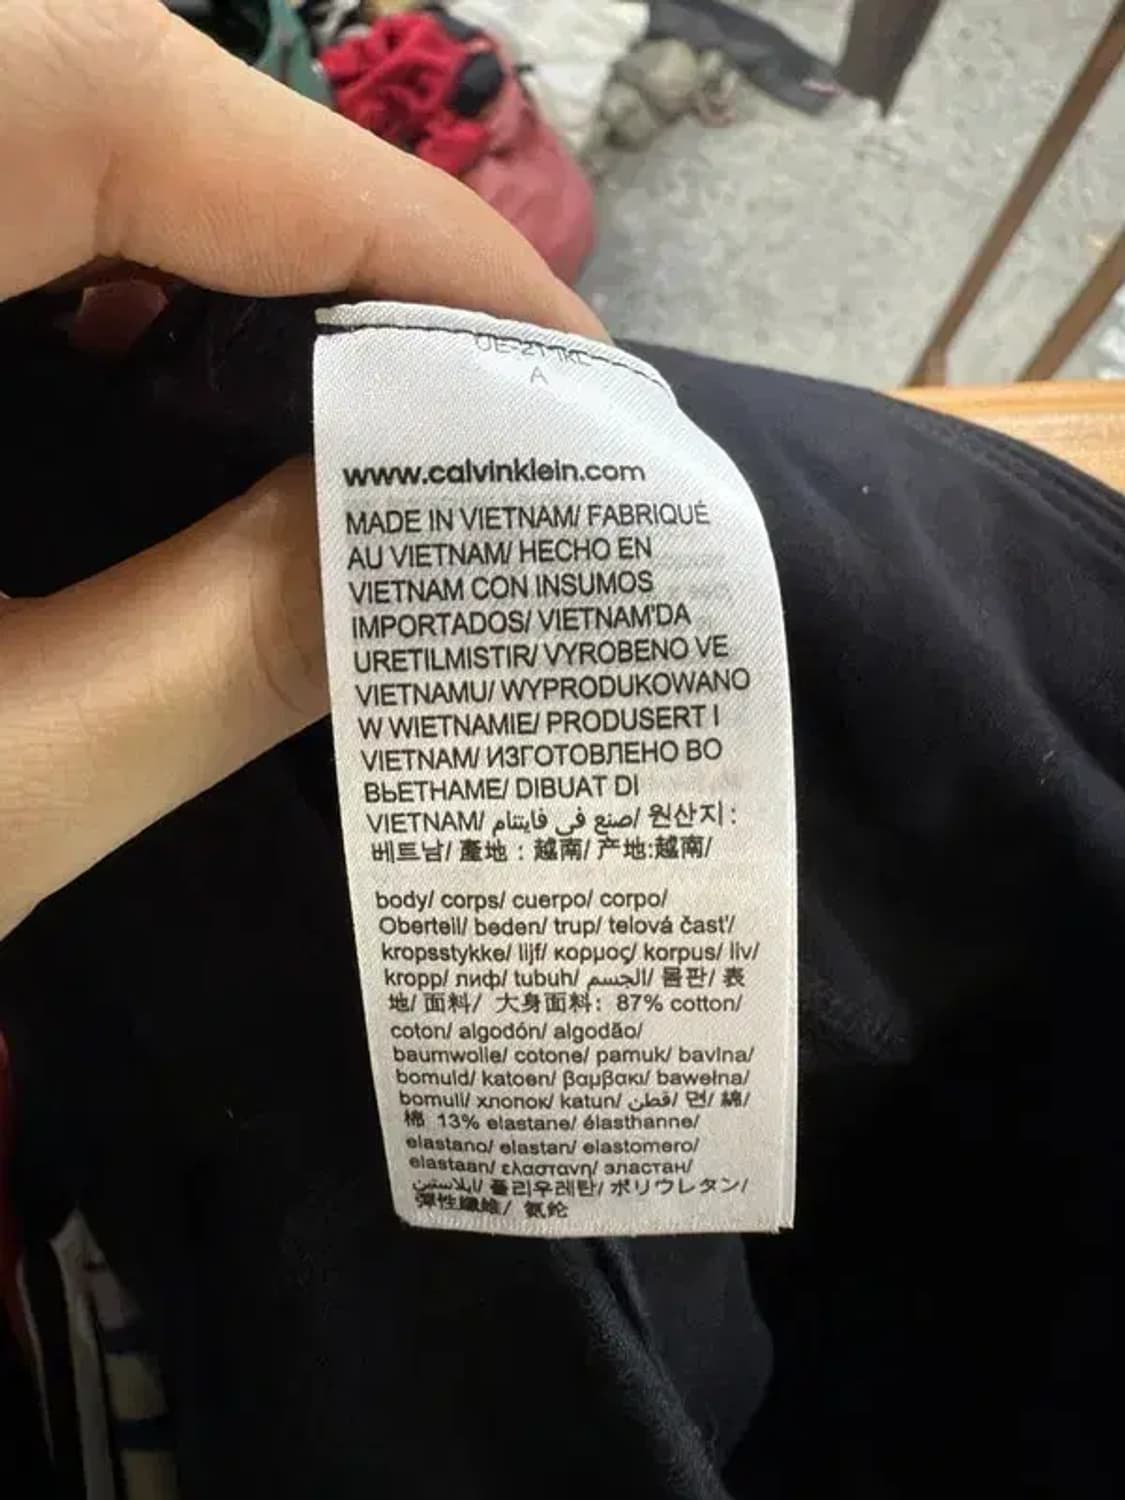 A
www.calvinklein.com
MADE IN VIETNAM/ FABRIQUÉ
AU VIETNAM/ HECHO EN
VIETNAM CON INSUMOS
IMPORTADOS/ VIETNAM'DA
URETILMISTIR/ VYROBENO VE
VIETNAMU/ WYPRODUKOWANO
W WIETNAMIE/ PRODUSERT I
VIETNAM/ ИЗГОТОВЛЕНО ВО
ВЬЕТНАМЕ/ DIBUAT DI
VIETNAM/ صنع في فايتنام/ 원산지:
베트남/ 產地:越南/ 产地:越南/
body/ corps/ cuerpo/ corpo/
Oberteil/ beden/ trup/ telová čast'/
kropsstykke/ lijf/ κορμος/ korpus/ liv/
kropp/ лиф/ tubuh/ الجسم/ 몸판/ 表
地/ 面料/ 大身面料: 87% cotton/
coton/ algodón/ algodão/
baumwolle/ cotone/ pamuk/ bavlna/
bomuld/ katoen/ βαμβακι/ bawełna/
bomull/ хлопок/ katun/ قطن/ 면/ 綿/
棉 13% elastane/ élasthanne/
elastano/ elastan/ elastomero/
elastaan/ ελαστανη/ эластан/
ايلاستين/ 폴리우레탄/ ポリウレタン/
彈性纖維/ 氨纶